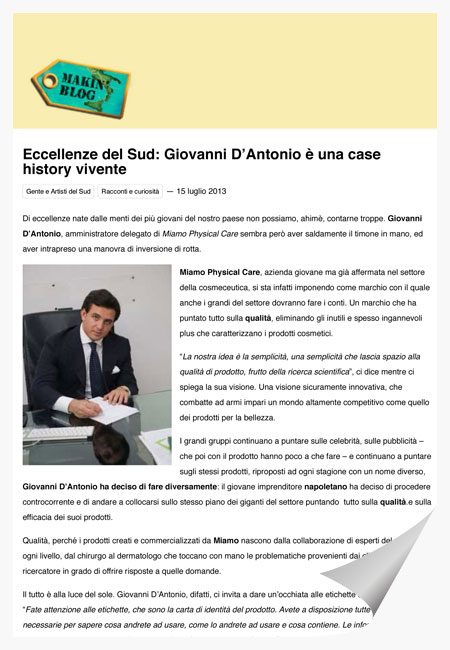 MAKIN'
BLOG
Eccellenze del Sud: Giovanni D'Antonio è una case
history vivente
Gente e Artisti del Sud Racconti e curiosità — 15 luglio 2013
Di eccellenze nate dalle menti dei più giovani del nostro paese non possiamo, ahimè, contarne troppe. Giovanni
D'Antonio, amministratore delegato di Miamo Physical Care sembra però aver saldamente il timone in mano, ed
aver intrapreso una manovra di inversione di rotta.
Miamo Physical Care, azienda giovane ma già affermata nel settore
della cosmeceutica, si sta infatti imponendo come marchio con il quale
anche i grandi del settore dovranno fare i conti. Un marchio che ha
puntato tutto sulla qualità, eliminando gli inutili e spesso ingannevoli
plus che caratterizzano i prodotti cosmetici.
"La nostra idea è la semplicità, una semplicità che lascia spazio alla
qualità di prodotto, frutto della ricerca scientifica", ci dice mentre ci
spiega la sua visione. Una visione sicuramente innovativa, che
combatte ad armi impari un mondo altamente competitivo come quello
dei prodotti per la bellezza.
I grandi gruppi continuano a puntare sulle celebrità, sulle pubblicità –
che poi con il prodotto hanno poco a che fare – e continuano a puntare
sugli stessi prodotti, riproposti ad ogni stagione con un nome diverso,
Giovanni D'Antonio ha deciso di fare diversamente: il giovane imprenditore napoletano ha deciso di procedere
controcorrente e di andare a collocarsi sullo stesso piano dei giganti del settore puntando tutto sulla qualità e sulla
efficacia dei suoi prodotti.
Qualità, perché i prodotti creati e commercializzati da Miamo nascono dalla collaborazione di esperti del
ogni livello, dal chirurgo al dermatologo che toccano con mano le problematiche provenienti dai
ricercatore in grado di offrire risposte a quelle domande.
Il tutto è alla luce del sole. Giovanni D'Antonio, difatti, ci invita a dare un'occhiata alle etichette
"Fate attenzione alle etichette, che sono la carta di identità del prodotto. Avete a disposizione tutte
necessarie per sapere cosa andrete ad usare, come lo andrete ad usare e cosa contiene. Le